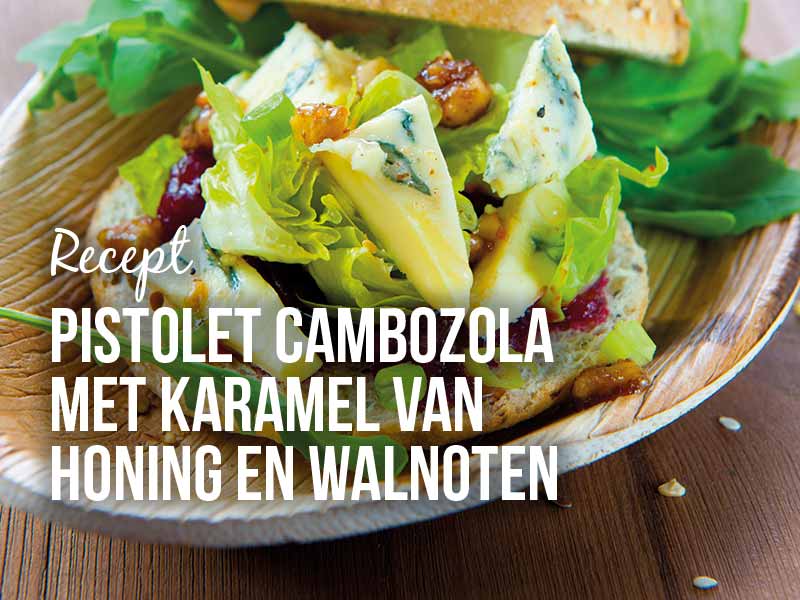 Recept
PISTOLET CAMBOZOLA
MET KARAMEL VAN
HONING EN WALNOTEN